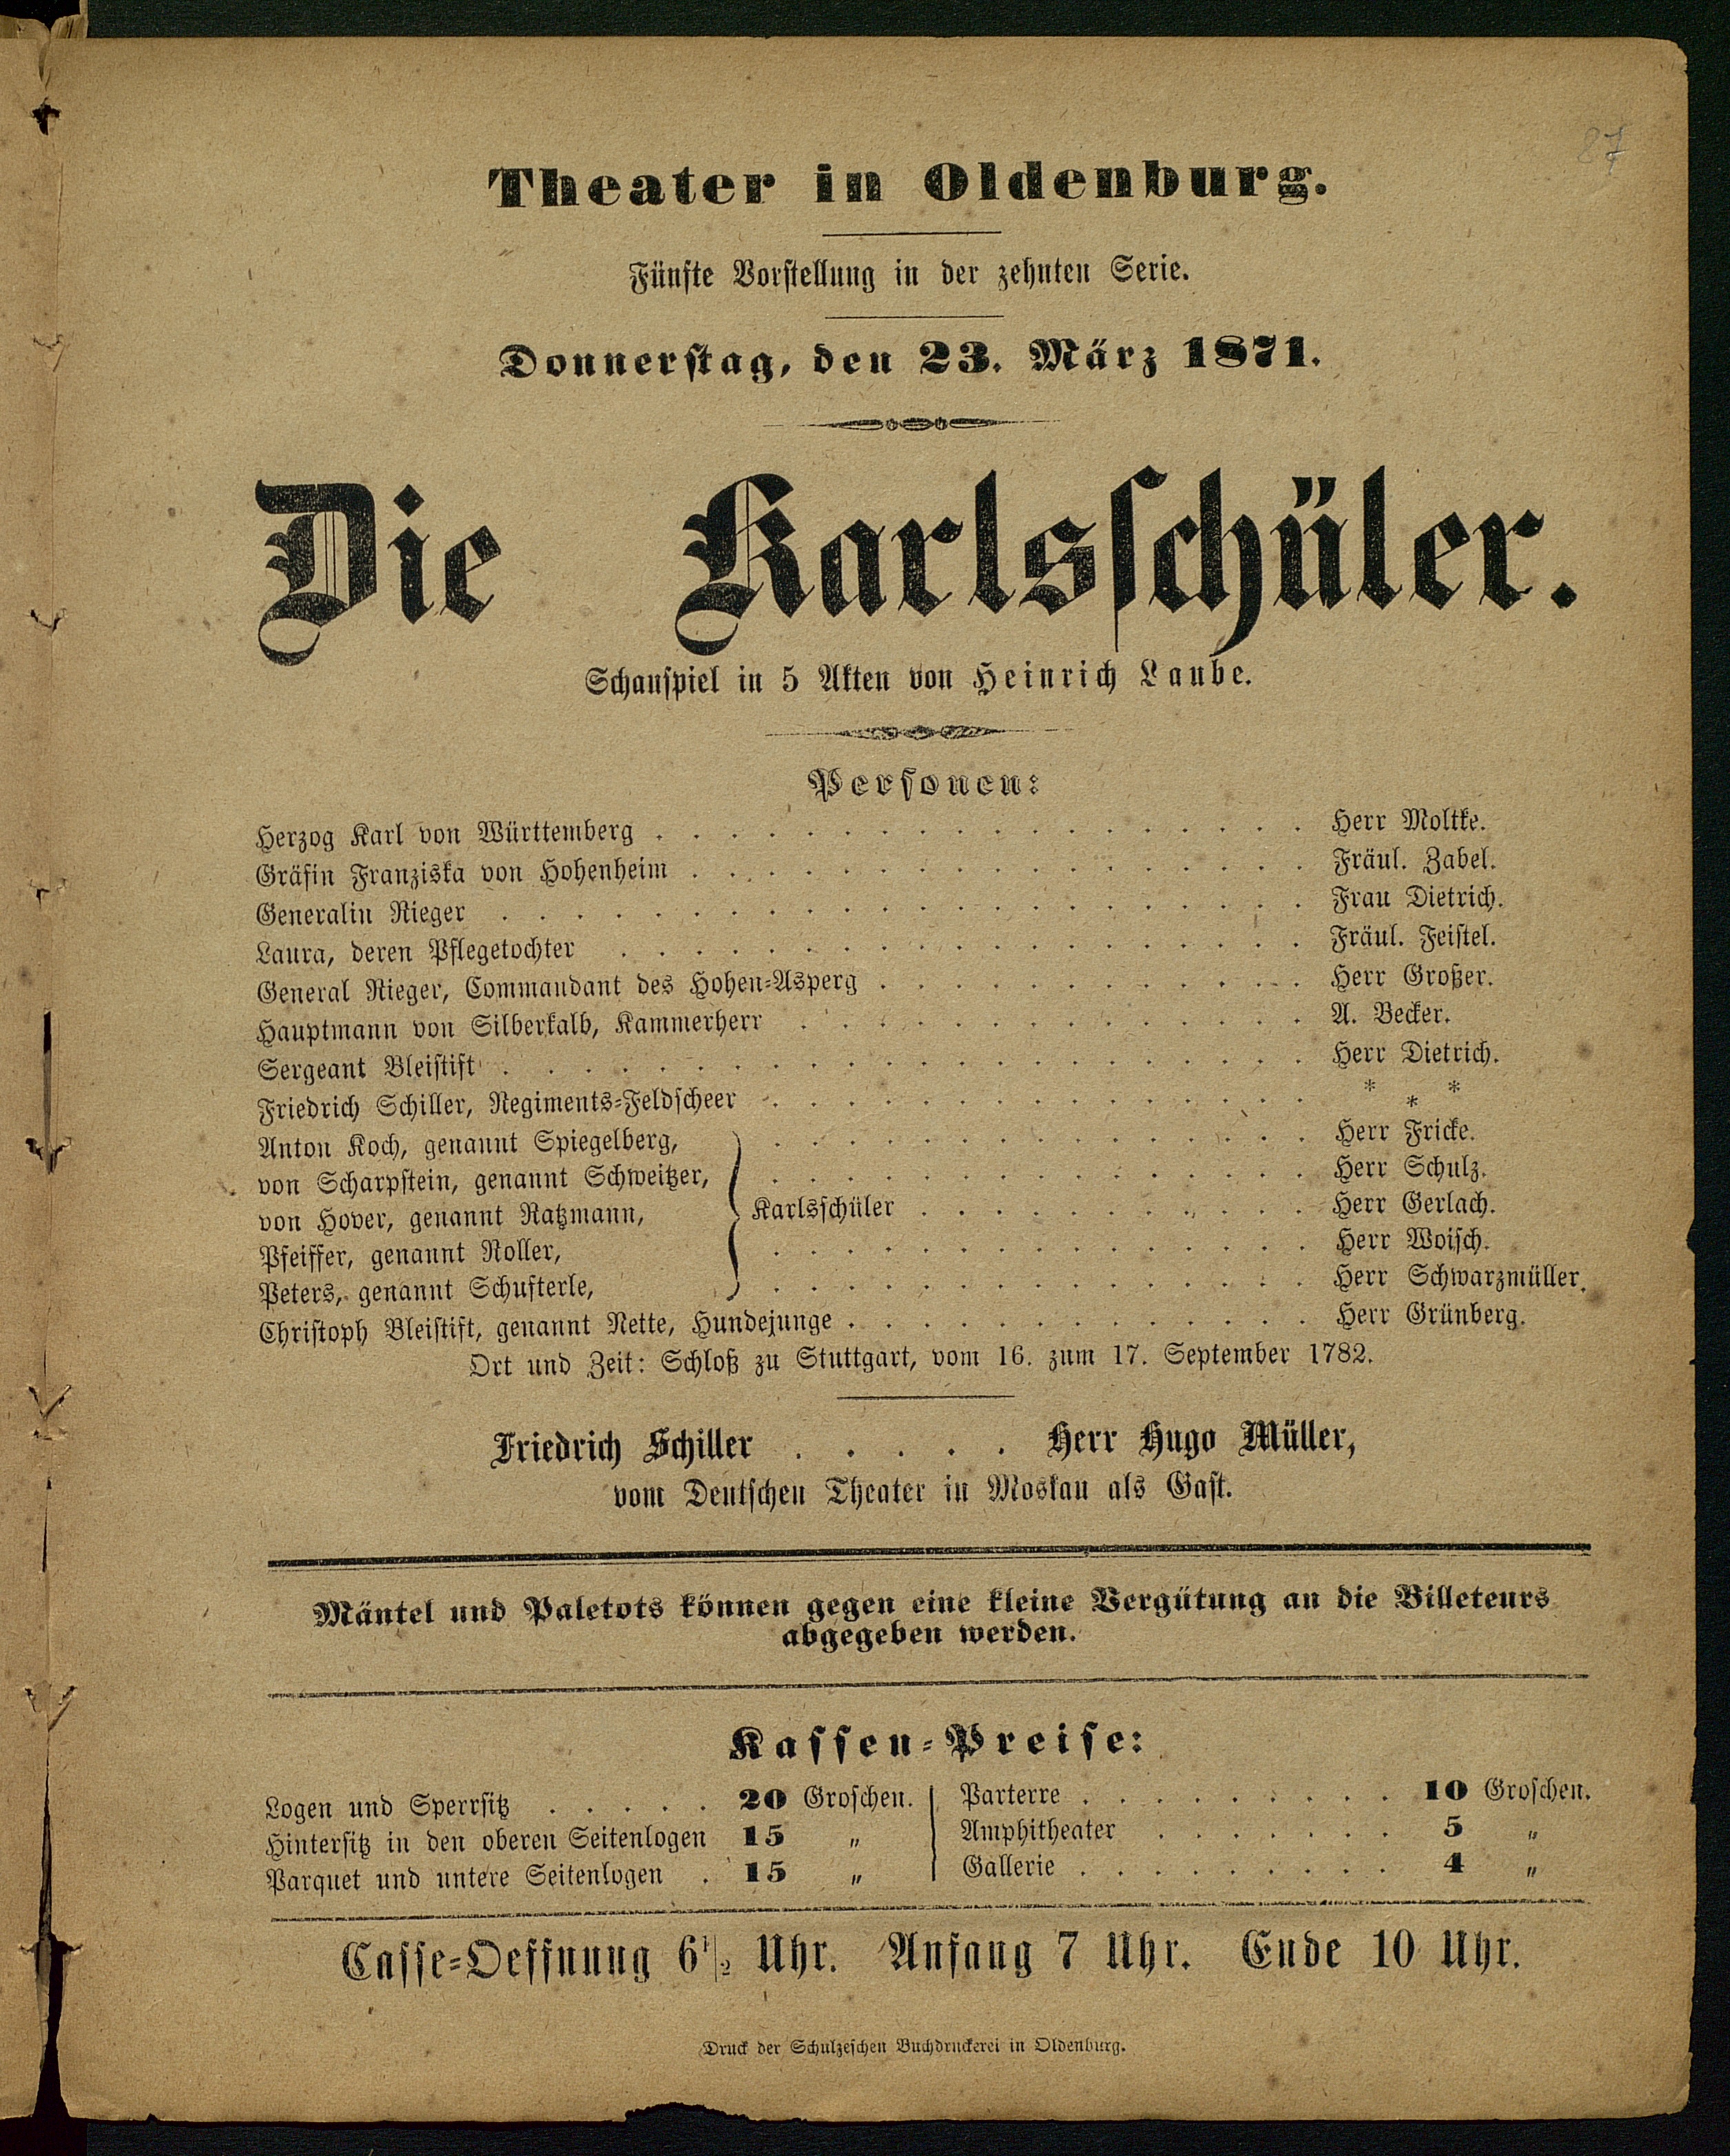 87
Theater in Oldenburg.
Fünfte Vorstellung in der zehnten Serie.
Donnerstag, den 23. März 1871.
Die Karlsschüler.
Schauspiel in 5 Akten von Heinrich Laube.
Personen:
Herzog Karl von Württemberg . . . . . . . . . . . . . . . . . . Herr Moltke.
Gräfin Franziska von Hohenheim . . . . . . . . . . . . . . . . . Fräul. Zabel.
Generalin Rieger . . . . . . . . . . . . . . . . . . . . . . Frau Dietrich.
Laura, deren Pflegetochter . . . . . . . . . . . . . . . . . . . Fräul. Feistel.
General Rieger, Commandant des Hohen-Asperg . . . . . . . . . . . . Herr Großer.
Hauptmann von Silberkalb, Kammerherr . . . . . . . . . . . . . . A. Becker.
Sergeant Bleistift . . . . . . . . . . . . . . . . . . . . . . Herr Dietrich.
Friedrich Schiller, Regiments-Feldscheer . . . . . . . . . . . . . . . * * *
Anton Koch, genannt Spiegelberg, . . . . . . . . . . . . . . . Herr Fricke.
von Scharpstein, genannt Schweitzer, . . . . . . . . . . . . . . . Herr Schulz.
von Hover, genannt Ratzmann, } Karlsschüler . . . . . . . . . . . Herr Gerlach.
Pfeiffer, genannt Roller, . . . . . . . . . . . . . . . Herr Woisch.
Peters, genannt Schufterle, . . . . . . . . . . . . . . . Herr Schwarzmüller.
Christoph Bleistift, genannt Nette, Hundejunge . . . . . . . . . . . . . Herr Grünberg.
Ort und Zeit: Schloß zu Stuttgart, vom 16. zum 17. September 1782.
Friedrich Schiller . . . . . . Herr Hugo Müller,
vom Deutschen Theater in Moskau als Gast.
Mäntel und Paletots können gegen eine kleine Vergütung an die Billeteurs
abgegeben werden.
Kassen-Preise:
Logen und Sperrsitz . . . . . 20 Groschen. | Parterre . . . . . . . . . 10 Groschen.
Hintersitz in den oberen Seitenlogen 15 " | Amphitheater . . . . . . . 5 "
Parquet und untere Seitenlogen . 15 " | Gallerie . . . . . . . . . 4 "
Casse-Oeffnung 6 1/2 Uhr. Anfang 7 Uhr. Ende 10 Uhr.
Druck der Schulzeschen Buchdruckerei in Oldenburg.